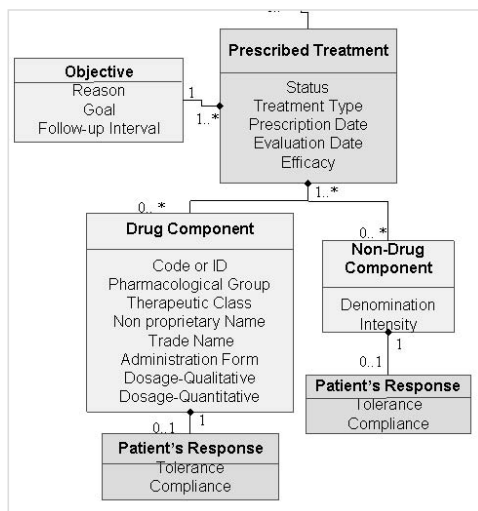 0..*
Prescribed Treatment
Status
Treatment Type
Prescription Date
Evaluation Date
Efficacy
Objective
Reason
Goal
Follow-up Interval
1
1..*
1..*
0.. *
0.. *
Drug Component
Code or ID
Pharmacological Group
Therapeutic Class
Non proprietary Name
Trade Name
Administration Form
Dosage-Qualitative
Dosage-Quantitative
Non-Drug
Component
Denomination
Intensity
1
0..1
Patient's Response
Tolerance
Compliance
1
0..1
Patient's Response
Tolerance
Compliance